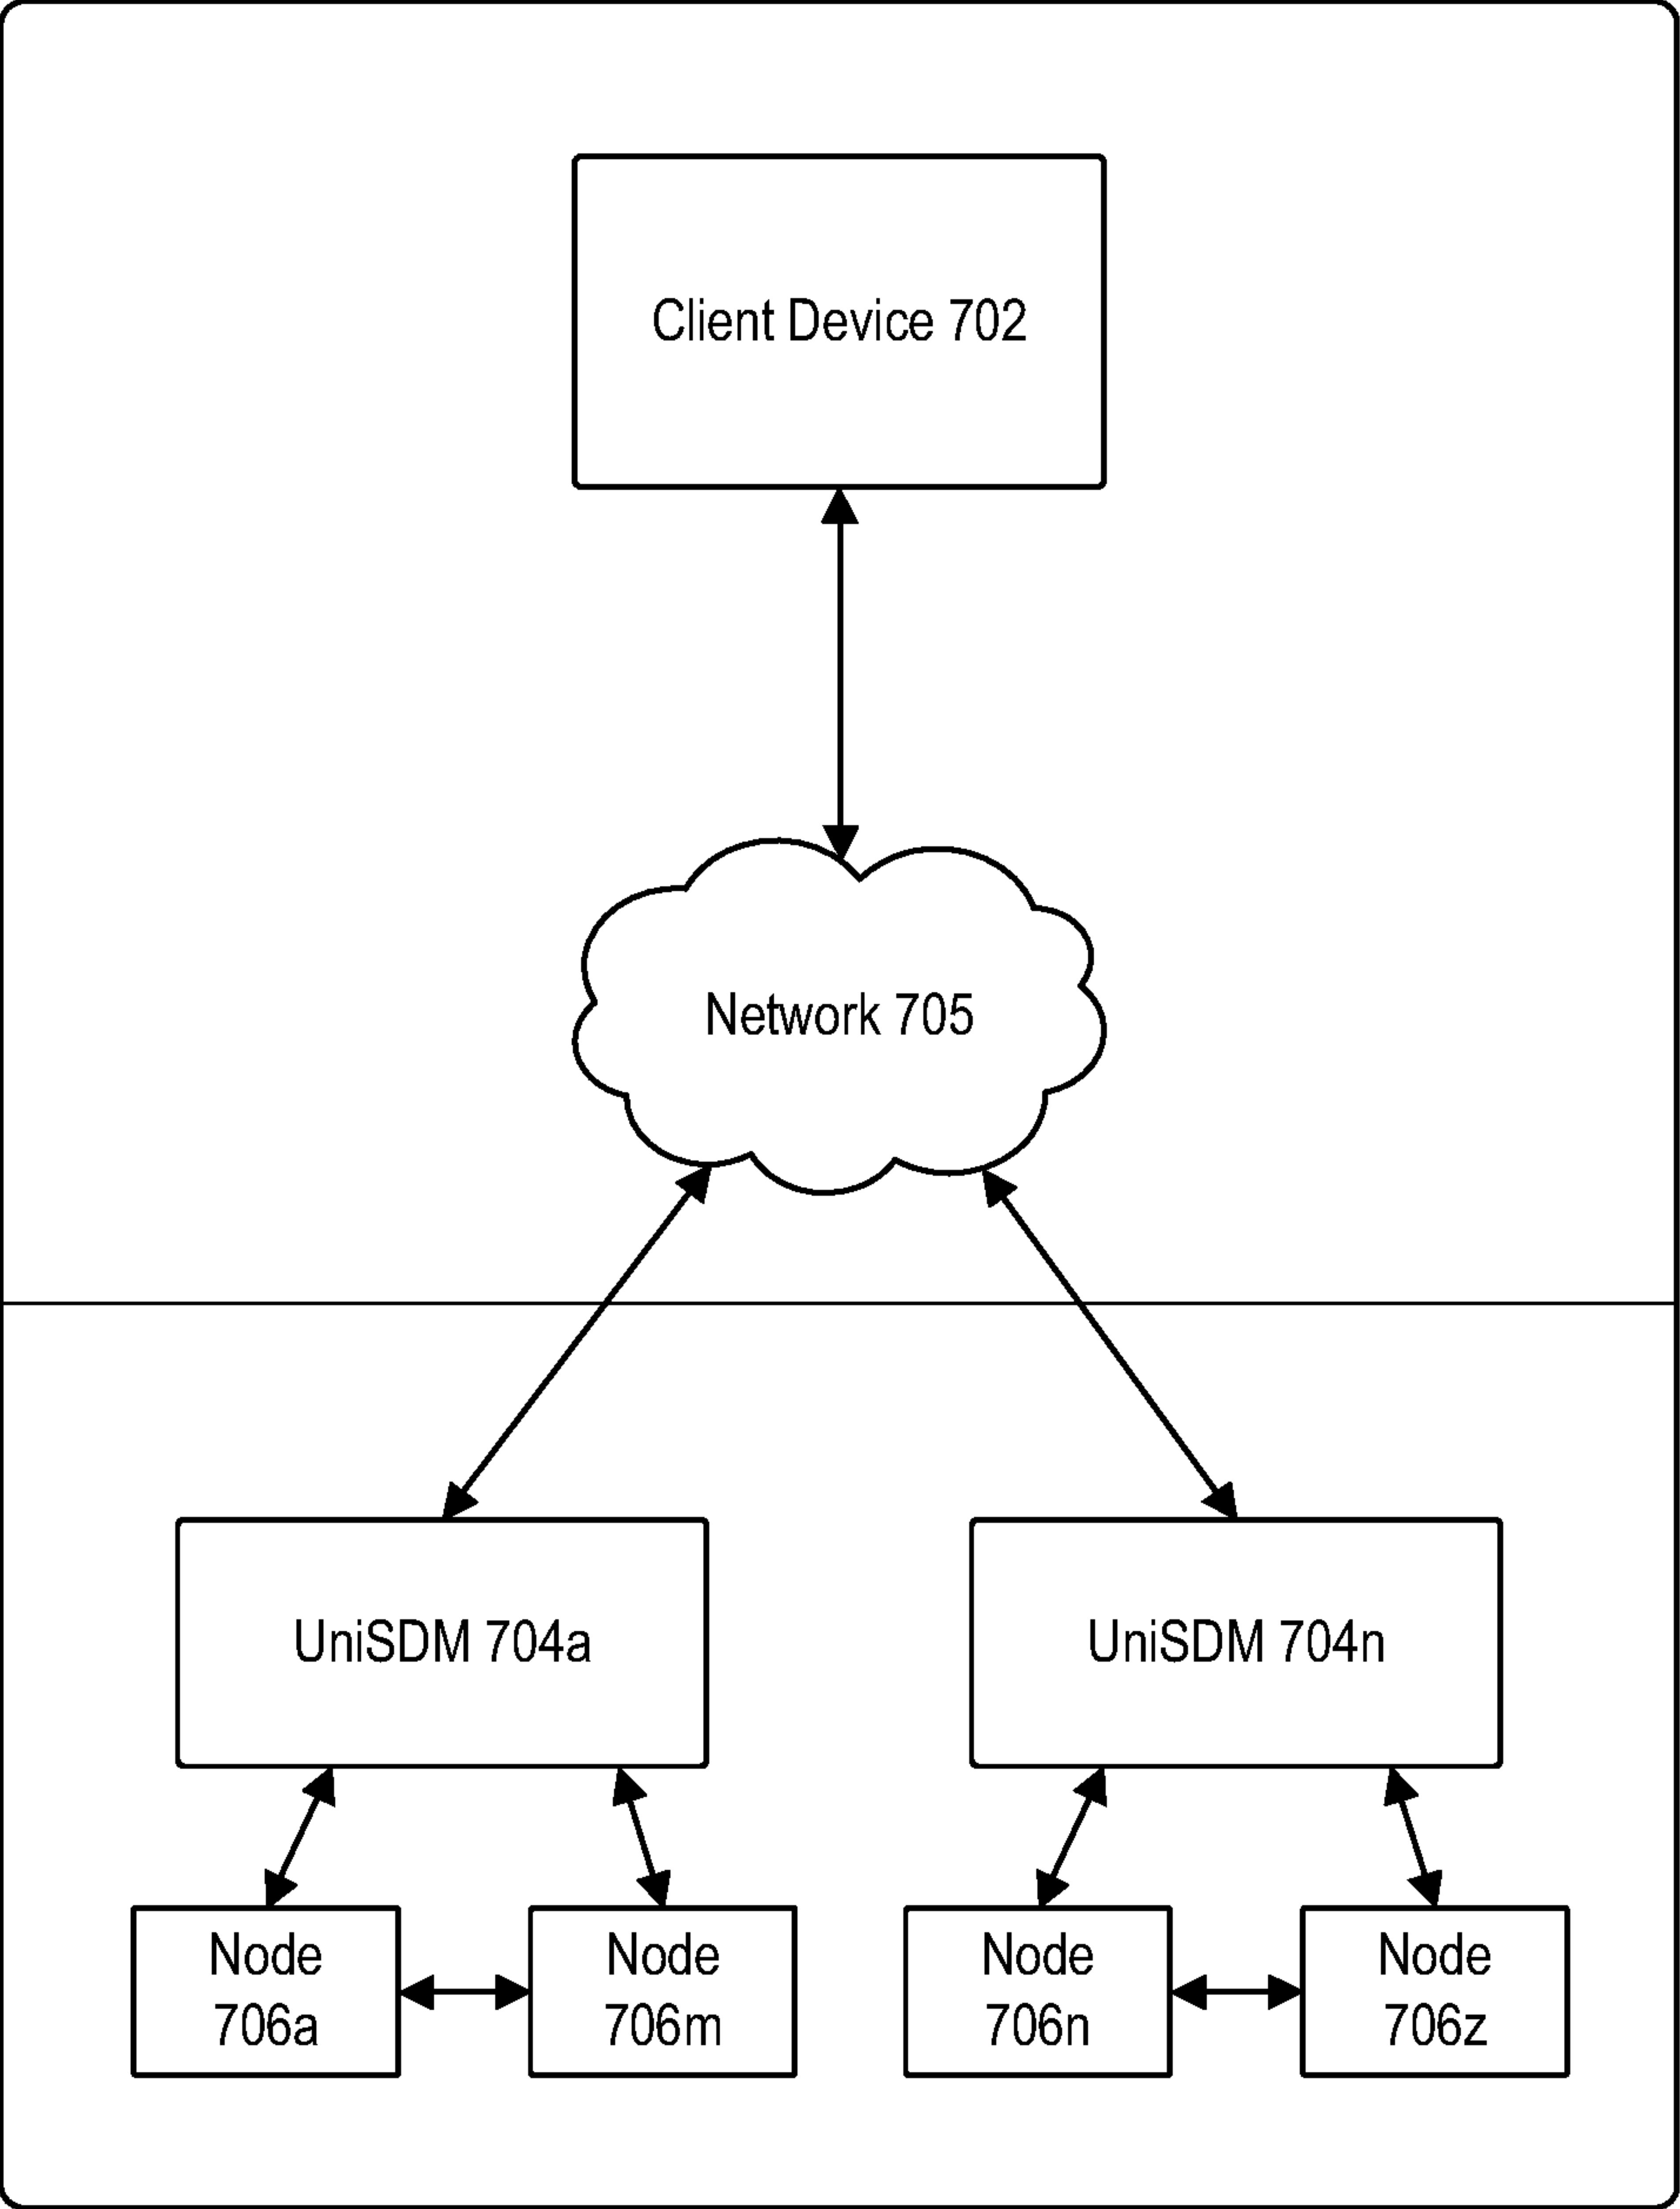 Client Device 702
Network 705
UniSDM 704a
UniSDM 704n
Node
706a
Node
706m
Node
706n
Node
706z